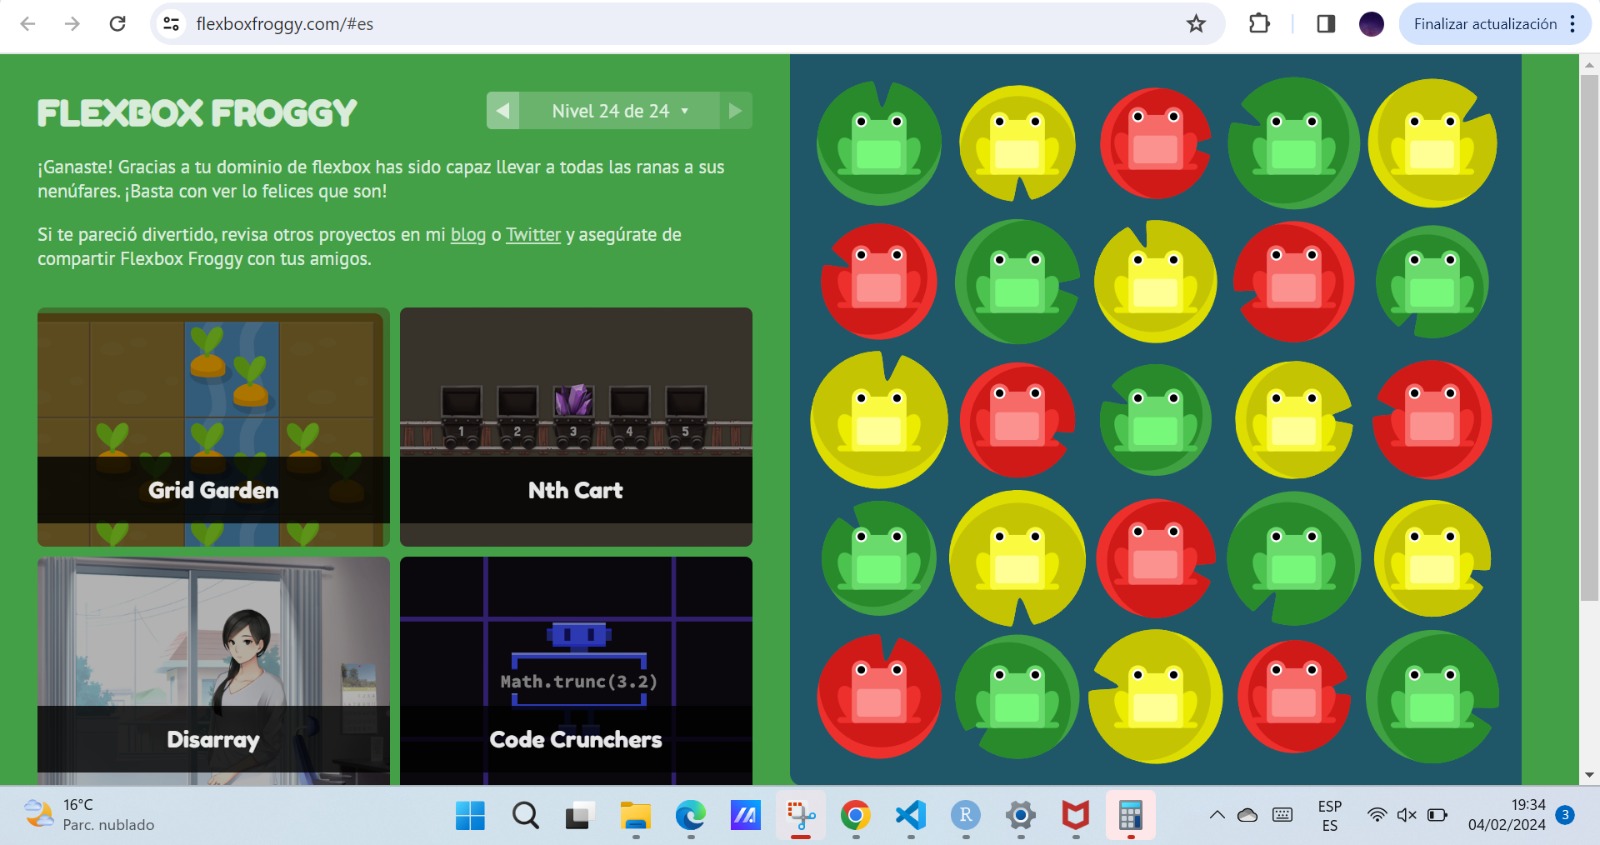 flexboxfroggy.com/#es
Finalizar actualización
FLEXBOX FROGGY
Nivel 24 de 24
¡Ganaste! Gracias a tu dominio de flexbox has sido capaz llevar a todas las ranas a sus
nenúfares. ¡Basta con ver lo felices que son!
Si te pareció divertido, revisa otros proyectos en mi blog o Twitter y asegúrate de
compartir Flexbox Froggy con tus amigos.
1 2 3 4 5
Grid Garden
Nth Cart
Math.trunc(3.2)
Disarray
Code Crunchers
16°C
Parc. nublado
R
ESP
ES
19:34
04/02/2024
3